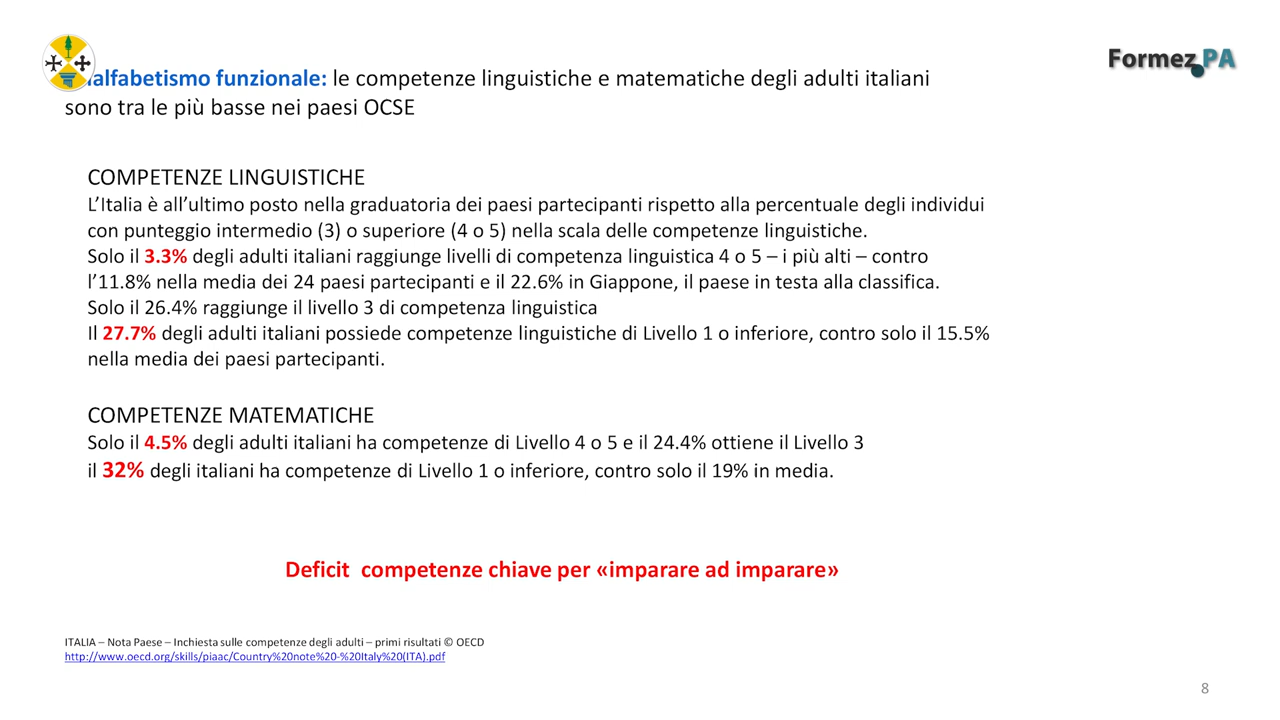 alfabetismo funzionale: le competenze linguistiche e matematiche degli adulti italiani
sono tra le più basse nei paesi OCSE
Formez PA
COMPETENZE LINGUISTICHE
L’Italia è all’ultimo posto nella graduatoria dei paesi partecipanti rispetto alla percentuale degli individui
con punteggio intermedio (3) o superiore (4 o 5) nella scala delle competenze linguistiche.
Solo il 3.3% degli adulti italiani raggiunge livelli di competenza linguistica 4 o 5 – i più alti – contro
l’11.8% nella media dei 24 paesi partecipanti e il 22.6% in Giappone, il paese in testa alla classifica.
Solo il 26.4% raggiunge il livello 3 di competenza linguistica
Il 27.7% degli adulti italiani possiede competenze linguistiche di Livello 1 o inferiore, contro solo il 15.5%
nella media dei paesi partecipanti.
COMPETENZE MATEMATICHE
Solo il 4.5% degli adulti italiani ha competenze di Livello 4 o 5 e il 24.4% ottiene il Livello 3
il 32% degli italiani ha competenze di Livello 1 o inferiore, contro solo il 19% in media.
Deficit competenze chiave per «imparare ad imparare»
ITALIA – Nota Paese – Inchiesta sulle competenze degli adulti – primi risultati © OECD
http://www.oecd.org/skills/piaac/Country%20note%20-%20Italy%20(ITA).pdf
8